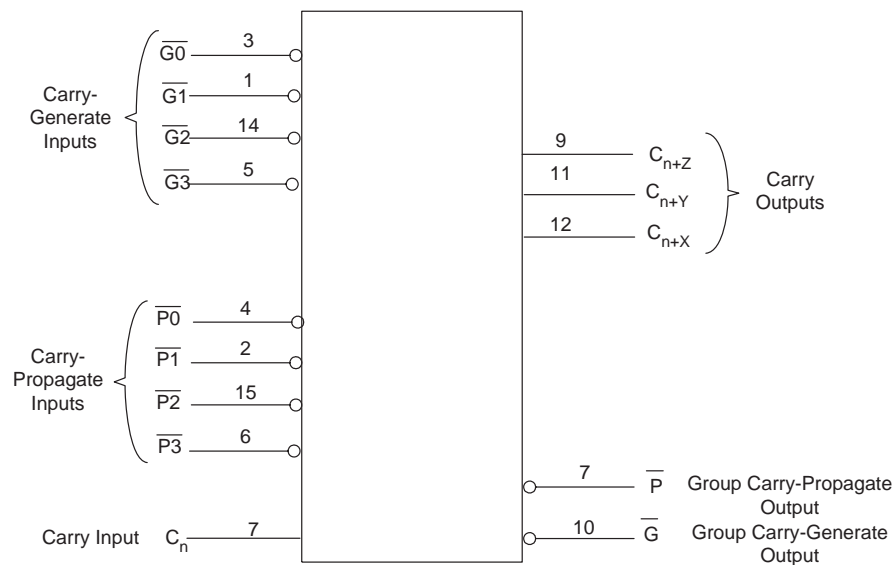 Carry-
Generate
Inputs
G0 3
G1 1
G2 14
G3 5
9 Cn+Z
11 Cn+Y
12 Cn+X
Carry
Outputs
Carry-
Propagate
Inputs
P0 4
P1 2
P2 15
P3 6
Carry Input Cn 7
7 P Group Carry-Propagate
Output
10 G Group Carry-Generate
Output